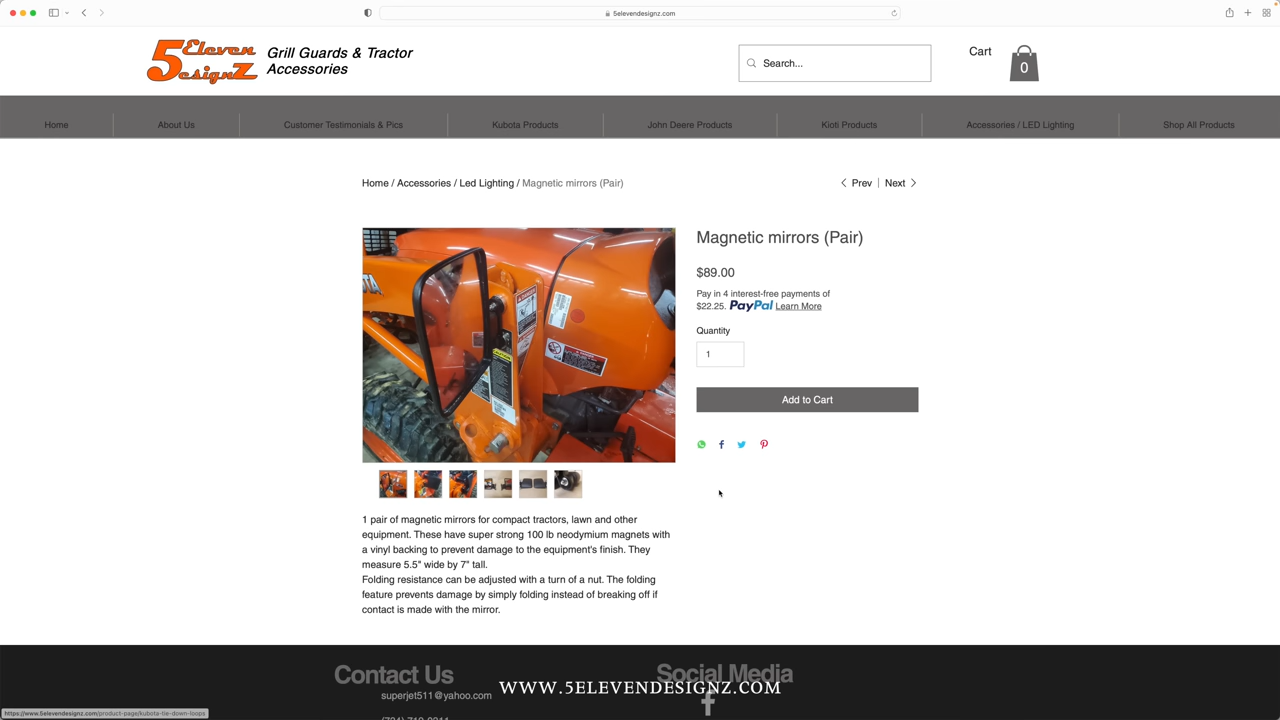 5elevendesignz.com
5 Eleven
DesignZ
Grill Guards & Tractor
Accessories
Search...
Cart
0
Home
About Us
Customer Testimonials & Pics
Kubota Products
John Deere Products
Kioti Products
Accessories / LED Lighting
Shop All Products
Home / Accessories / Led Lighting / Magnetic mirrors (Pair)
Prev | Next
Magnetic mirrors (Pair)
$89.00
Pay in 4 interest-free payments of
$22.25. PayPal Learn More
Quantity
1
Add to Cart
1 pair of magnetic mirrors for compact tractors, lawn and other
equipment. These have super strong 100 lb neodymium magnets with
a vinyl backing to prevent damage to the equipment's finish. They
measure 5.5" wide by 7" tall.
Folding resistance can be adjusted with a turn of a nut. The folding
feature prevents damage by simply folding instead of breaking off if
contact is made with the mirror.
Contact Us
Social Media
superjet511@yahoo.com
WWW.5ELEVENDESIGNZ.COM
https://www.5elevendesignz.com/product-page/kubota-tie-down-loops